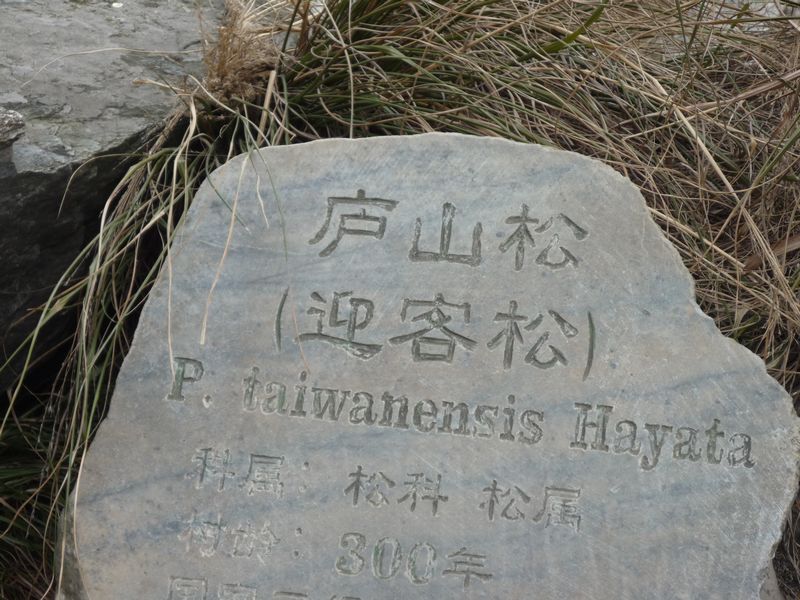 庐山松
(迎客松)
P. taiwanensis Hayata
科属：松科 松属
树龄：300年